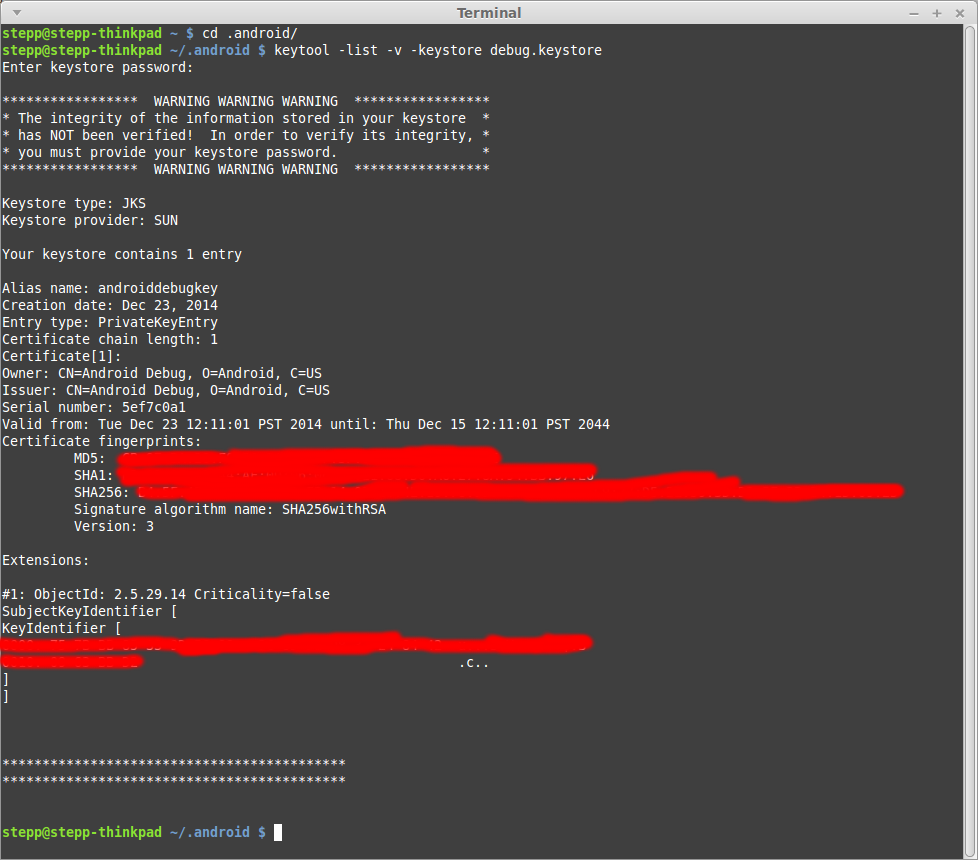 Terminal
stepp@stepp-thinkpad ~ $ cd .android/
stepp@stepp-thinkpad ~/.android $ keytool -list -v -keystore debug.keystore
Enter keystore password:
*****************  WARNING WARNING WARNING  *****************
* The integrity of the information stored in your keystore  *
* has NOT been verified!  In order to verify its integrity, *
* you must provide your keystore password.                  *
*****************  WARNING WARNING WARNING  *****************
Keystore type: JKS
Keystore provider: SUN
Your keystore contains 1 entry
Alias name: androiddebugkey
Creation date: Dec 23, 2014
Entry type: PrivateKeyEntry
Certificate chain length: 1
Certificate[1]:
Owner: CN=Android Debug, O=Android, C=US
Issuer: CN=Android Debug, O=Android, C=US
Serial number: 5ef7c0a1
Valid from: Tue Dec 23 12:11:01 PST 2014 until: Thu Dec 15 12:11:01 PST 2044
Certificate fingerprints:
MD5:
SHA1:
SHA256:
Signature algorithm name: SHA256withRSA
Version: 3
Extensions:
#1: ObjectId: 2.5.29.14 Criticality=false
SubjectKeyIdentifier [
KeyIdentifier [
.c..
]
]
*******************************************
*******************************************
stepp@stepp-thinkpad ~/.android $